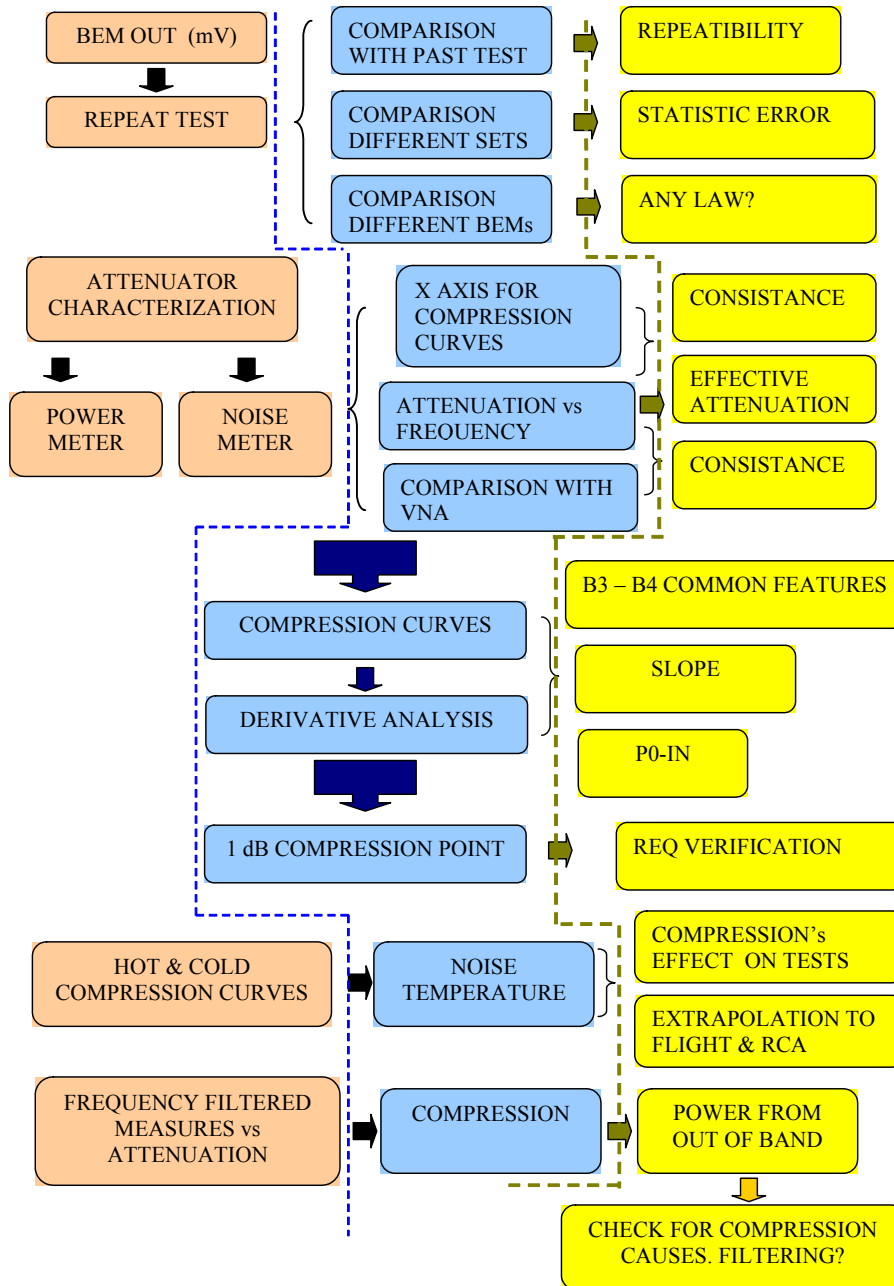 BEM OUT (mV)
REPEAT TEST
COMPARISON
WITH PAST TEST
REPEATIBILITY
COMPARISON
DIFFERENT SETS
STATISTIC ERROR
COMPARISON
DIFFERENT BEMs
ANY LAW?
ATTENUATOR
CHARACTERIZATION
POWER
METER
NOISE
METER
X AXIS FOR
COMPRESSION
CURVES
CONSISTANCE
ATTENUATION vs
FREQUENCY
EFFECTIVE
ATTENUATION
COMPARISON WITH
VNA
CONSISTANCE
COMPRESSION CURVES
B3 – B4 COMMON FEATURES
SLOPE
DERIVATIVE ANALYSIS
P0-IN
1 dB COMPRESSION POINT
REQ VERIFICATION
HOT & COLD
COMPRESSION CURVES
NOISE
TEMPERATURE
COMPRESSION's
EFFECT ON TESTS
EXTRAPOLATION TO
FLIGHT & RCA
FREQUENCY FILTERED
MEASURES vs
ATTENUATION
COMPRESSION
POWER FROM
OUT OF BAND
CHECK FOR COMPRESSION
CAUSES. FILTERING?